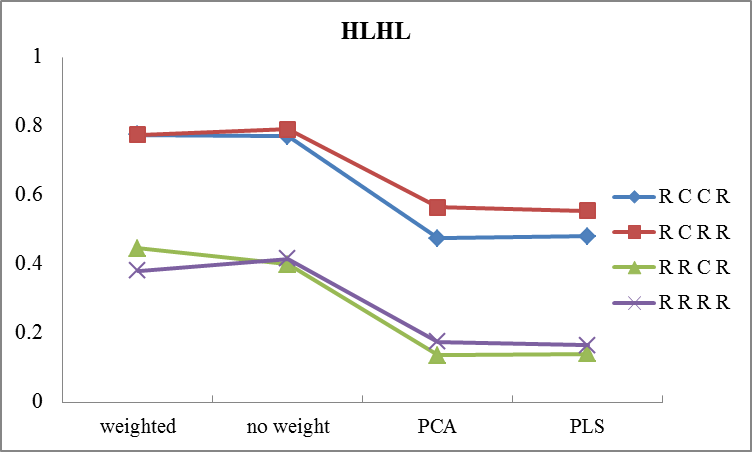 HLHL
1
0.8
0.6
0.4
0.2
0
weighted no weight PCA PLS
R C C R
R C R R
R R C R
R R R R